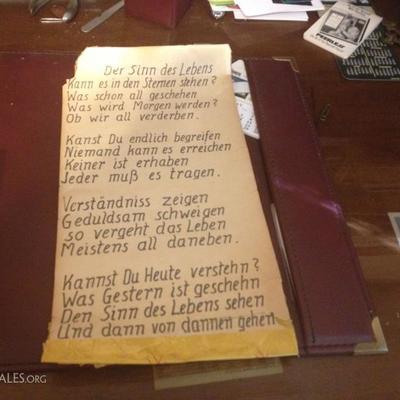 Der Sinn des Lebens
Kann es in den Sternen stehen?
Was schon all geschehen
Was wird Morgen werden?
Ob wir all verderben.
Kanst Du endlich begreifen
Niemand kann es erreichen
Keiner ist erhaben
Jeder muß es tragen.
Verständniss zeigen
Geduldsam schweigen
so vergeht das Leben
Meistens all daneben.
Kannst Du Heute verstehn?
Was Gestern ist geschehn
Den Sinn des Lebens sehen
Und dann von dannen gehen
ALES.ORG